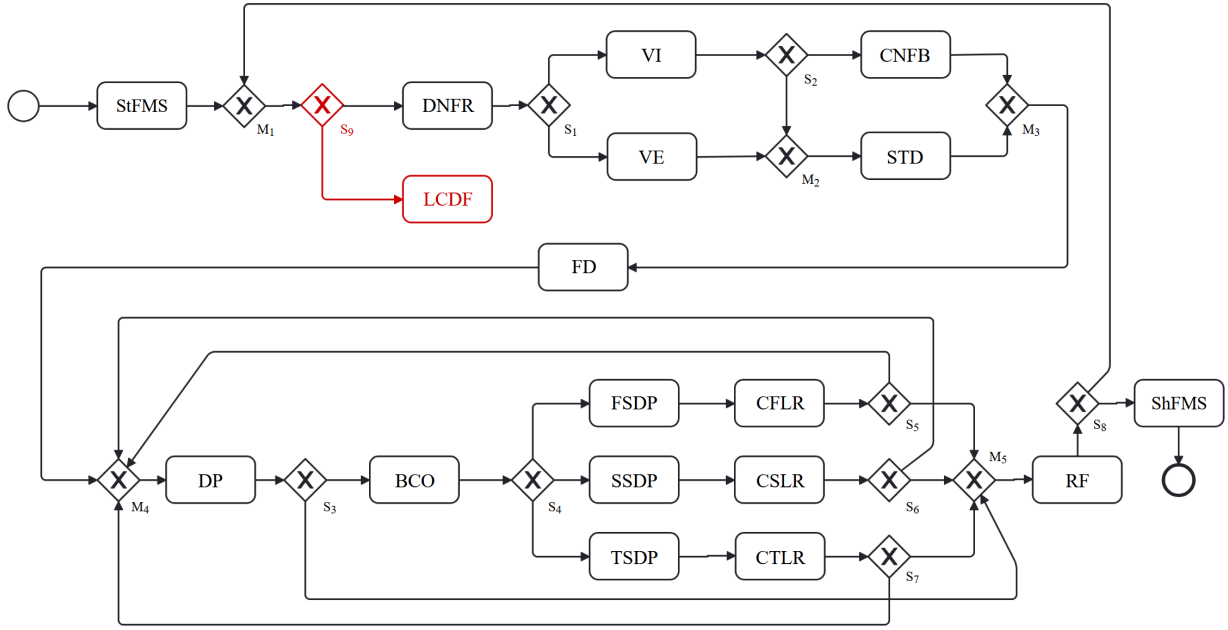 VI
CNFB
S2
StFMS
M1
S9
DNFR
S1
M3
VE
M2
STD
LCDF
FD
FSDP
CFLR
S5
S8
ShFMS
M4
DP
S3
BCO
S4
SSDP
CSLR
S6
M5
RF
TSDP
CTLR
S7